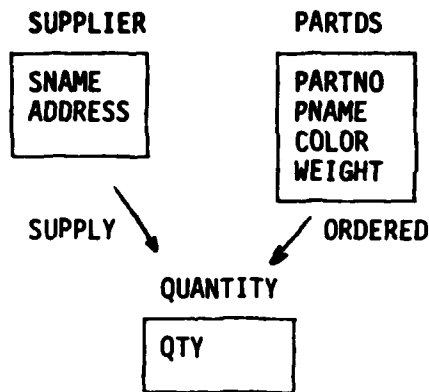 SUPPLIER
PARTDS
SNAME
ADDRESS
PARTNO
PNAME
COLOR
WEIGHT
SUPPLY
ORDERED
QUANTITY
QTY